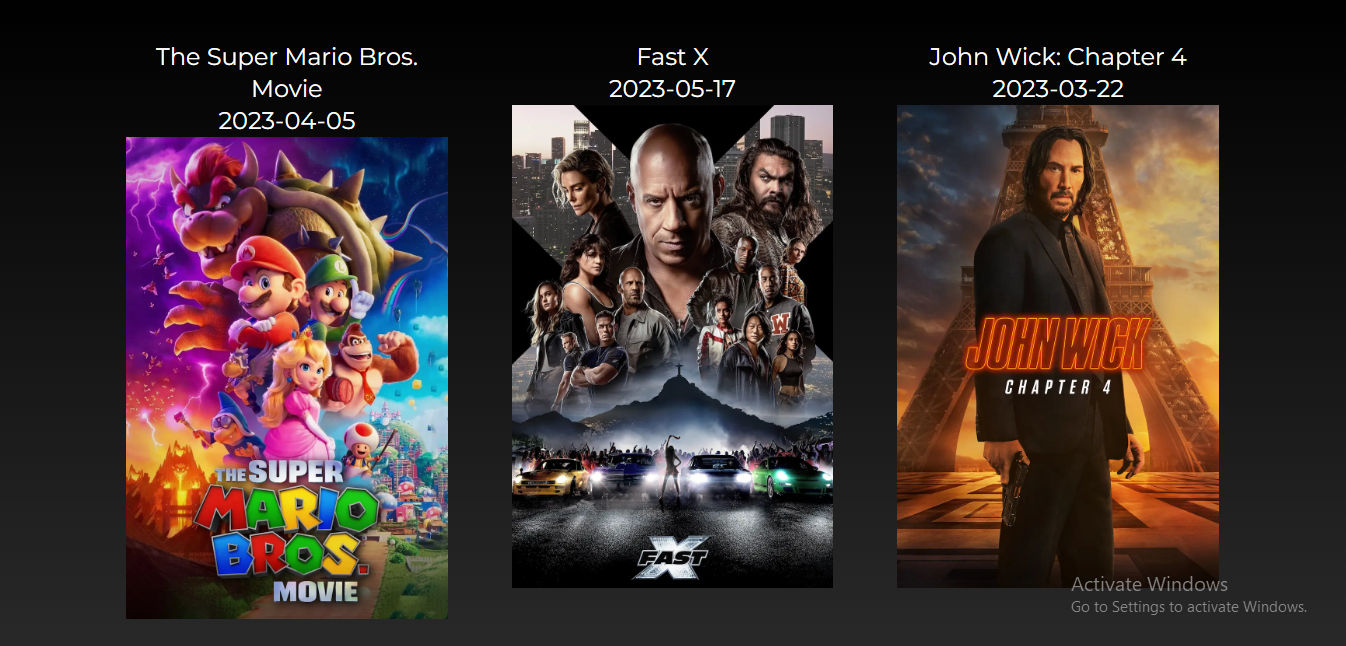 The Super Mario Bros.
Movie
2023-04-05
Fast X
2023-05-17
John Wick: Chapter 4
2023-03-22
THE SUPER
MARIO
BROS.
MOVIE
W
FAST
X
JOHN WICK
CHAPTER 4
Activate Windows
Go to Settings to activate Windows.